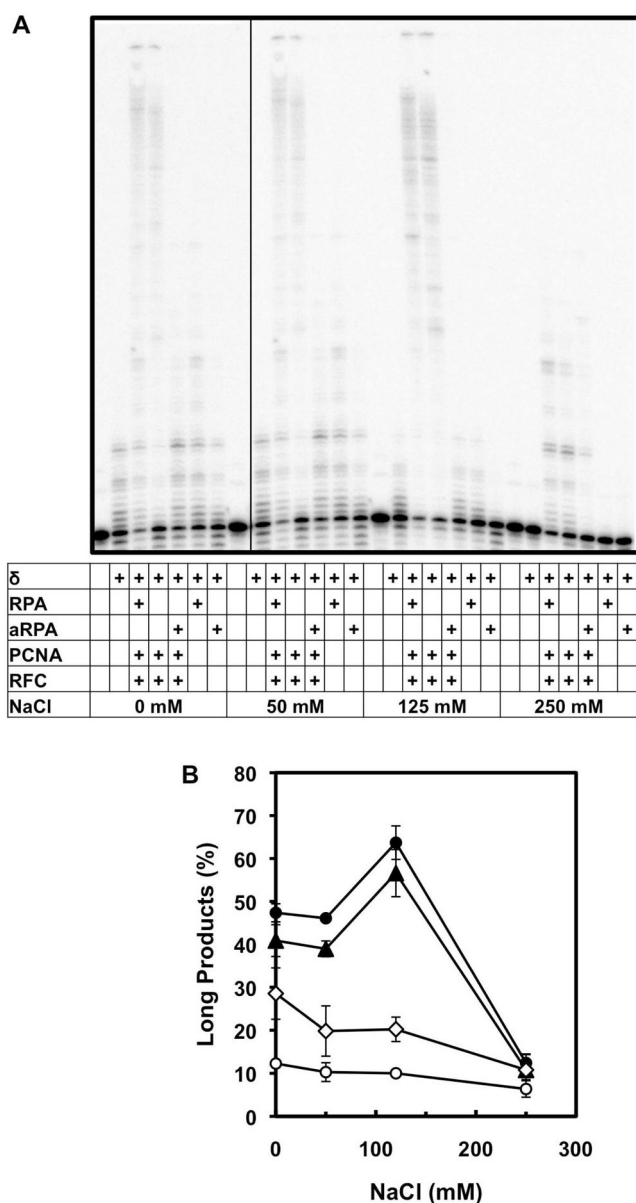 A
δ + + + + + + + + + + + + + + + + + + + + + + + +
RPA + + + + + + + +
aRPA + + + + + + + +
PCNA + + + + + + + + + + + +
RFC + + + + + + + + + + + +
NaCl 0 mM 50 mM 125 mM 250 mM
B
80
70
60
50
40
30
20
10
0
Long Products (%)
0 100 200 300
NaCl (mM)